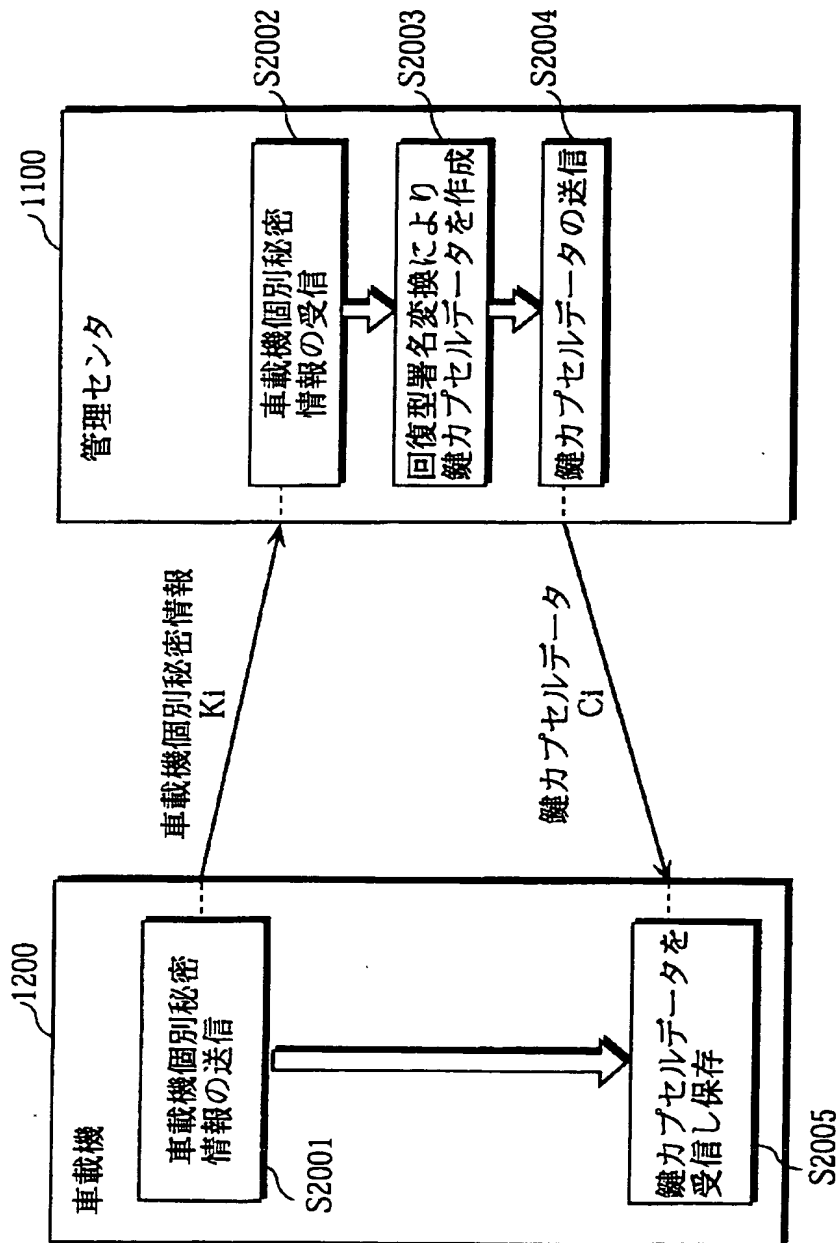 1200
車載機
車載機個別秘密
情報の送信
S2001
鍵カプセルデータを
受信し保存
S2005
車載機個別秘密情報
Ki
鍵カプセルデータ
Ci
1100
管理センタ
車載機個別秘密
情報の受信
S2002
回復型署名変換により
鍵カプセルデータを作成
S2003
鍵カプセルデータの送信
S2004